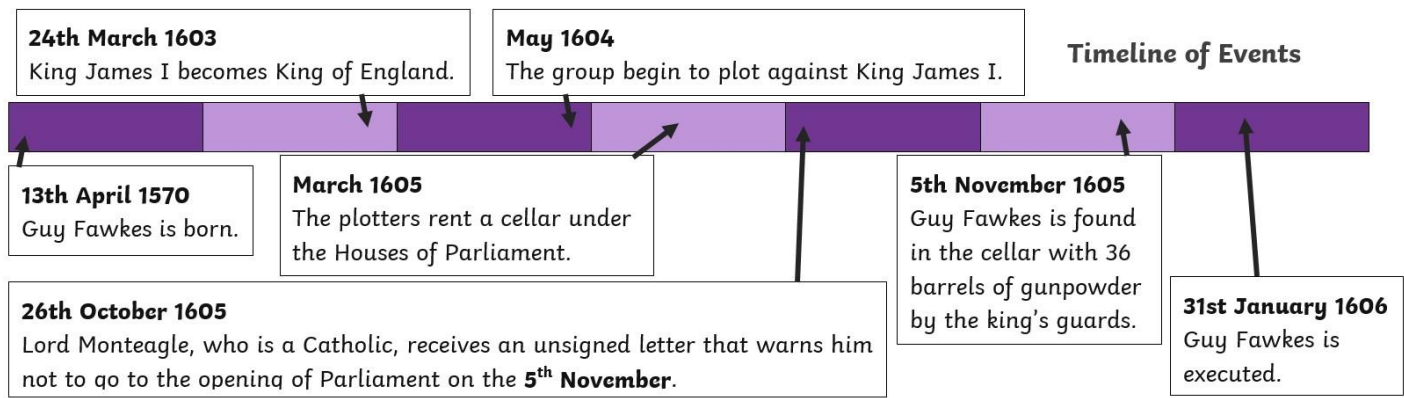 24th March 1603
King James I becomes King of England.
May 1604
The group begin to plot against King James I.
Timeline of Events
13th April 1570
Guy Fawkes is born.
March 1605
The plotters rent a cellar under
the Houses of Parliament.
5th November 1605
Guy Fawkes is found
in the cellar with 36
barrels of gunpowder
by the king's guards.
26th October 1605
Lord Monteagle, who is a Catholic, receives an unsigned letter that warns him
not to go to the opening of Parliament on the 5th November.
31st January 1606
Guy Fawkes is
executed.